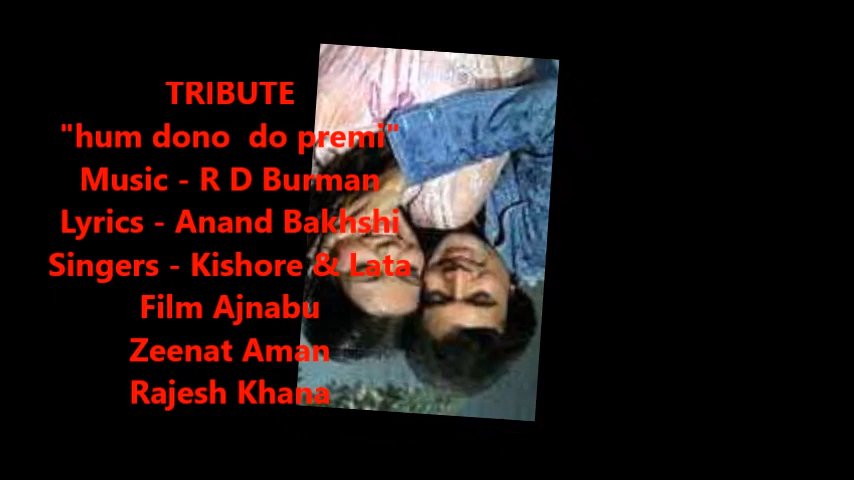 TRIBUTE
"hum dono  do premi"
Music - R D Burman
Lyrics - Anand Bakhshi
Singers - Kishore & Lata
Film Ajnabu
Zeenat Aman
Rajesh Khana